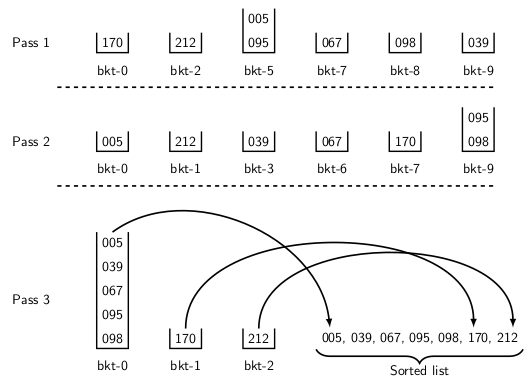 005
Pass 1 170 212 095 067 098 039
bkt-0 bkt-2 bkt-5 bkt-7 bkt-8 bkt-9
095
Pass 2 005 212 039 067 170 098
bkt-0 bkt-1 bkt-3 bkt-6 bkt-7 bkt-9
005
039
Pass 3 067
095
098 170 212 005, 039, 067, 095, 098, 170, 212
bkt-0 bkt-1 bkt-2 Sorted list